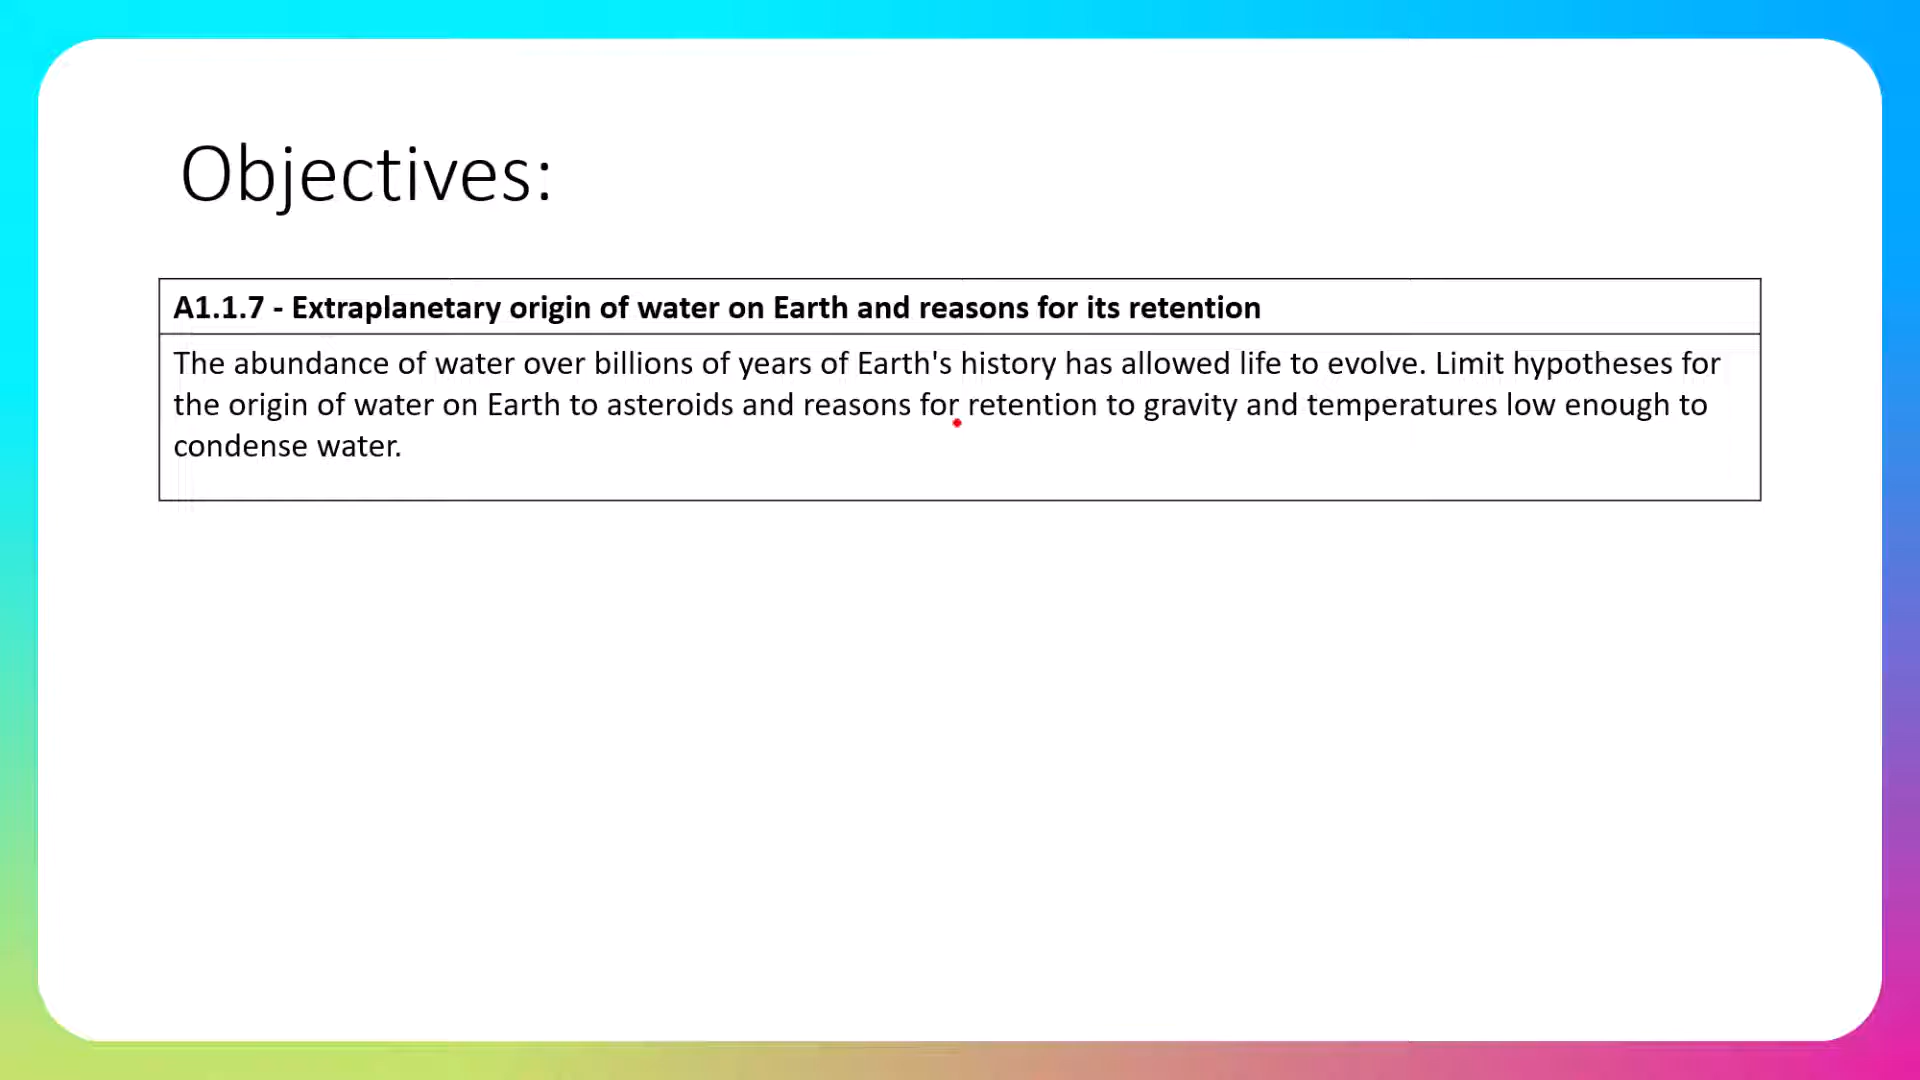 Objectives:
A1.1.7 - Extraplanetary origin of water on Earth and reasons for its retention
The abundance of water over billions of years of Earth's history has allowed life to evolve. Limit hypotheses for
the origin of water on Earth to asteroids and reasons for retention to gravity and temperatures low enough to
condense water.